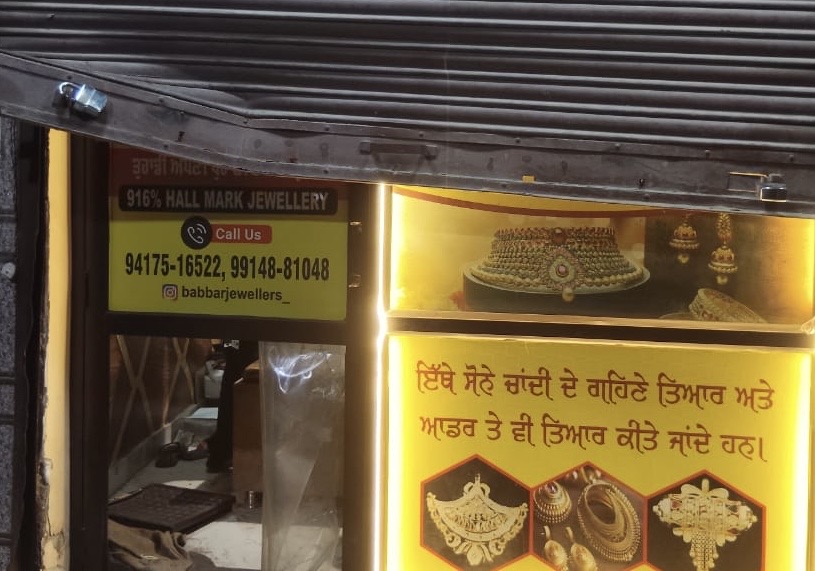 916% HALL MARK JEWELLERY
Call Us
94175-16522, 99148-81048
babbarjewellers_
ਇੱਥੇ ਸੋਨੇ ਚਾਂਦੀ ਦੇ ਗਹਿਣੇ ਤਿਆਰ ਅਤੇ
ਆਡਰ ਤੇ ਵੀ ਤਿਆਰ ਕੀਤੇ ਜਾਂਦੇ ਹਨ।